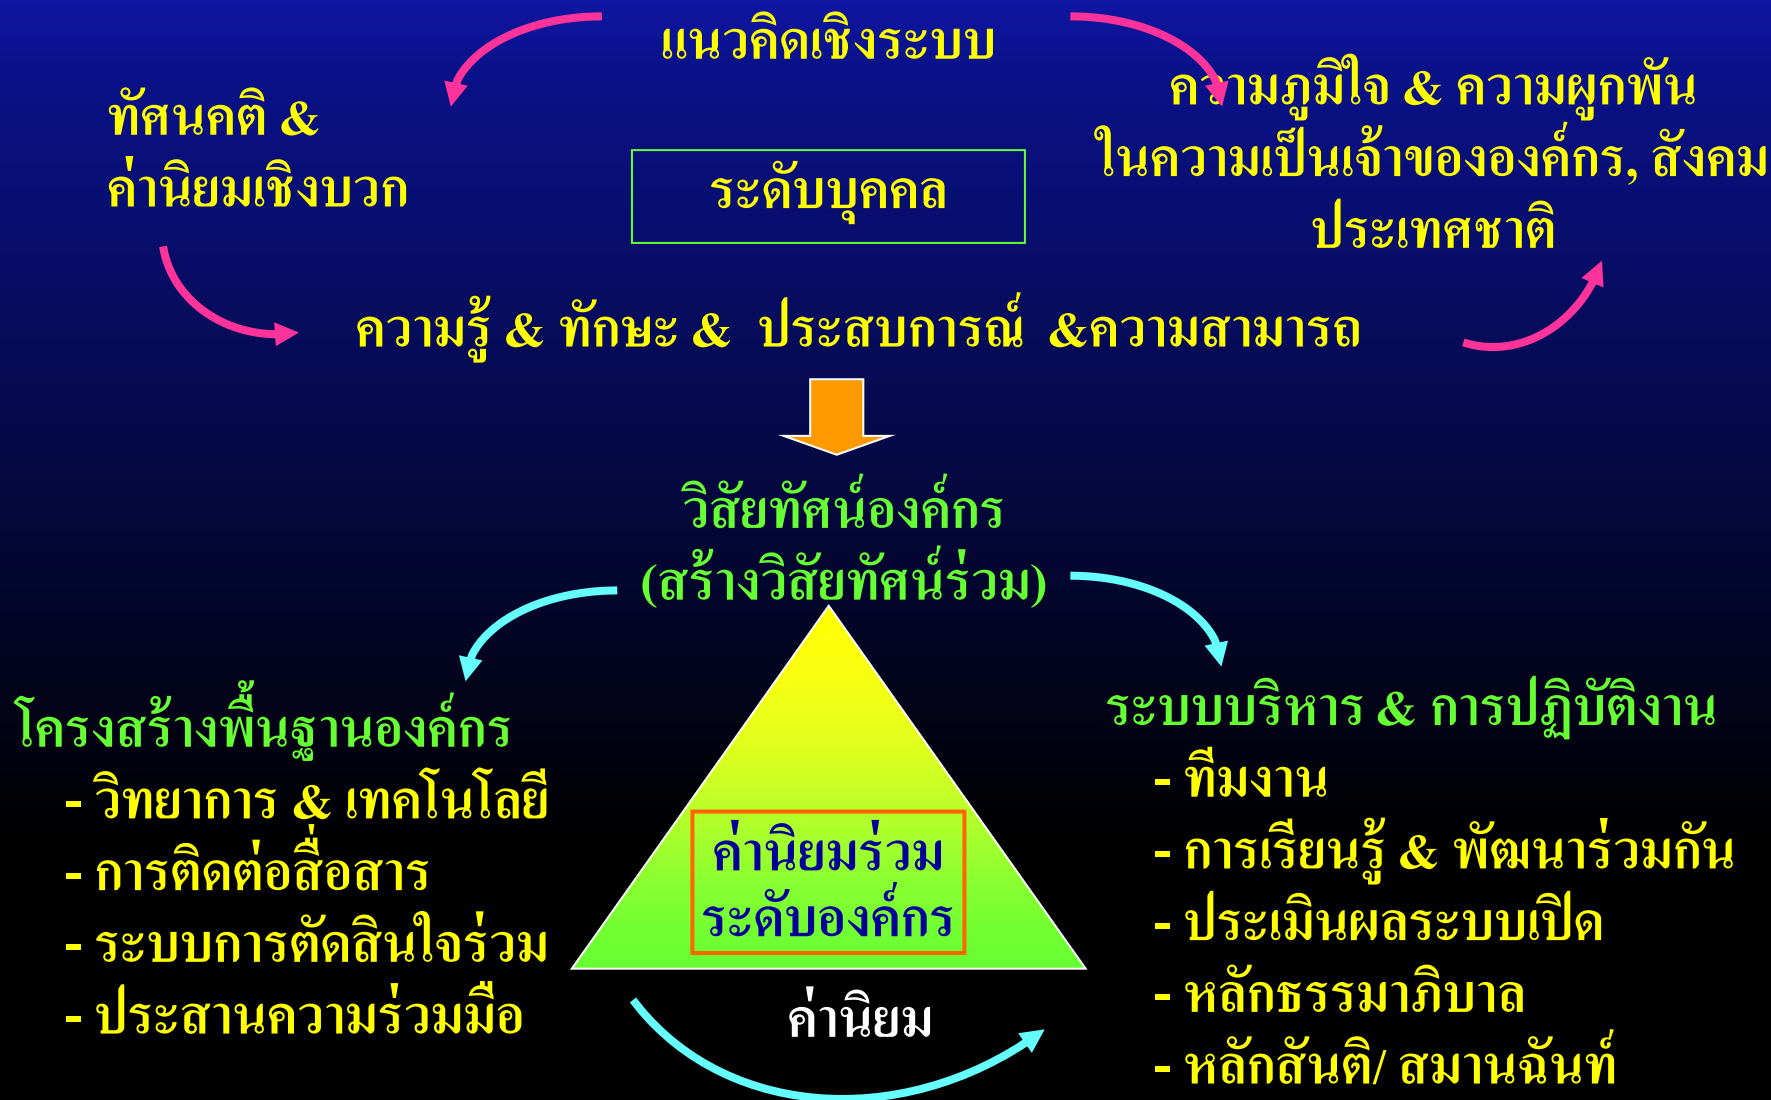 แนวคิดเชิงระบบ
ทัศนคติ &
ค่านิยมเชิงบวก
ระดับบุคคล
ความภูมิใจ & ความผูกพัน
ในความเป็นเจ้าขององค์กร, สังคม
ประเทศชาติ
ความรู้ & ทักษะ & ประสบการณ์ &ความสามารถ
วิสัยทัศน์องค์กร
(สร้างวิสัยทัศน์ร่วม)
โครงสร้างพื้นฐานองค์กร
- วิทยาการ & เทคโนโลยี
- การติดต่อสื่อสาร
- ระบบการตัดสินใจร่วม
- ประสานความร่วมมือ
ค่านิยมร่วม
ระดับองค์กร
ค่านิยม
ระบบบริหาร & การปฏิบัติงาน
- ทีมงาน
- การเรียนรู้ & พัฒนาร่วมกัน
- ประเมินผลระบบเปิด
- หลักธรรมาภิบาล
- หลักสันติ/ สมานฉันท์